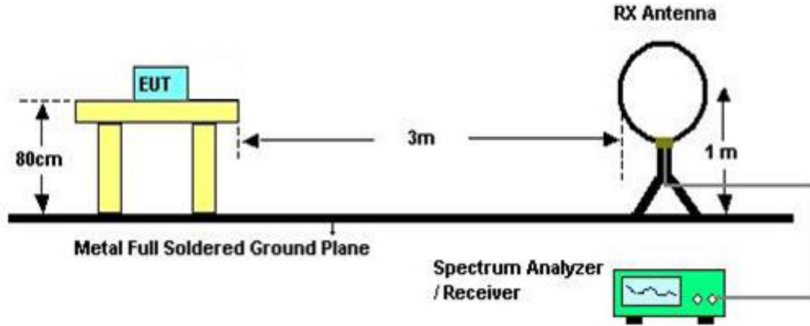 RX Antenna
EUT
80cm
3m
1 m
Metal Full Soldered Ground Plane
Spectrum Analyzer
/ Receiver